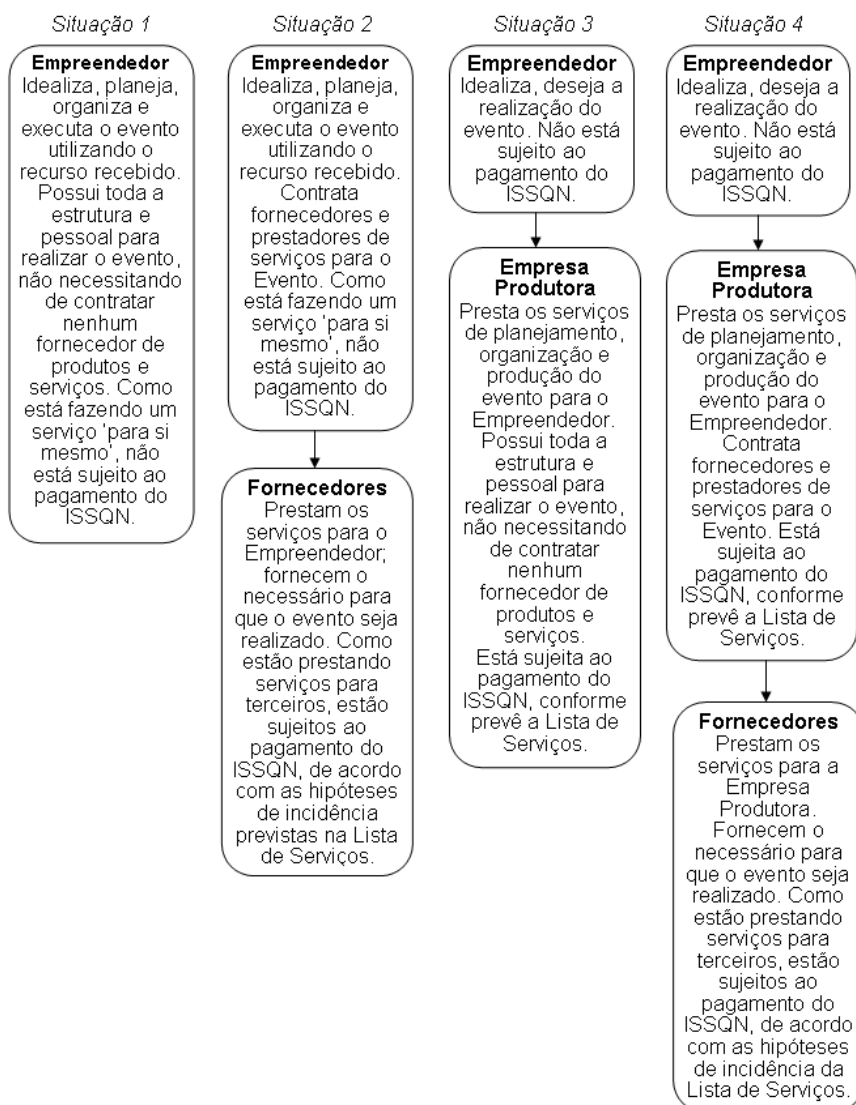 Situação 1
Empreendedor
Idealiza, planeja,
organiza e
executa o evento
utilizando o
recurso recebido.
Possui toda a
estrutura e
pessoal para
realizar o evento,
não necessitando
de contratar
nenhum
fornecedor de
produtos e
serviços. Como
está fazendo um
serviço 'para si
mesmo', não
está sujeito ao
pagamento do
ISSQN.
Situação 2
Empreendedor
Idealiza, planeja,
organiza e
executa o evento
utilizando o
recurso recebido.
Contrata
fornecedores e
prestadores de
serviços para o
Evento. Como
está fazendo um
serviço 'para si
mesmo', não
está sujeito ao
pagamento do
ISSQN.
Fornecedores
Prestam os
serviços para o
Empreendedor;
fornecem o
necessário para
que o evento seja
realizado. Como
estão prestando
serviços para
terceiros, estão
sujeitos ao
pagamento do
ISSQN, de acordo
com as hipóteses
de incidência
previstas na Lista
de Serviços.
Situação 3
Empreendedor
Idealiza, deseja a
realização do
evento. Não está
sujeito ao
pagamento do
ISSQN.
Empresa
Produtora
Presta os serviços
de planejamento,
organização e
produção do
evento para o
Empreendedor.
Possui toda a
estrutura e
pessoal para
realizar o evento,
não necessitando
de contratar
nenhum
fornecedor de
produtos e
serviços.
Está sujeita ao
pagamento do
ISSQN, conforme
prevê a Lista de
Serviços.
Situação 4
Empreendedor
Idealiza, deseja a
realização do
evento. Não está
sujeito ao
pagamento do
ISSQN.
Empresa
Produtora
Presta os serviços
de planejamento,
organização e
produção do
evento para o
Empreendedor.
Contrata
fornecedores e
prestadores de
serviços para o
Evento. Está
sujeita ao
pagamento do
ISSQN, conforme
prevê a Lista de
Serviços.
Fornecedores
Prestam os
serviços para a
Empresa
Produtora.
Fornecem o
necessário para
que o evento seja
realizado. Como
estão prestando
serviços para
terceiros, estão
sujeitos ao
pagamento do
ISSQN, de acordo
com as hipóteses
de incidência da
Lista de Serviços.